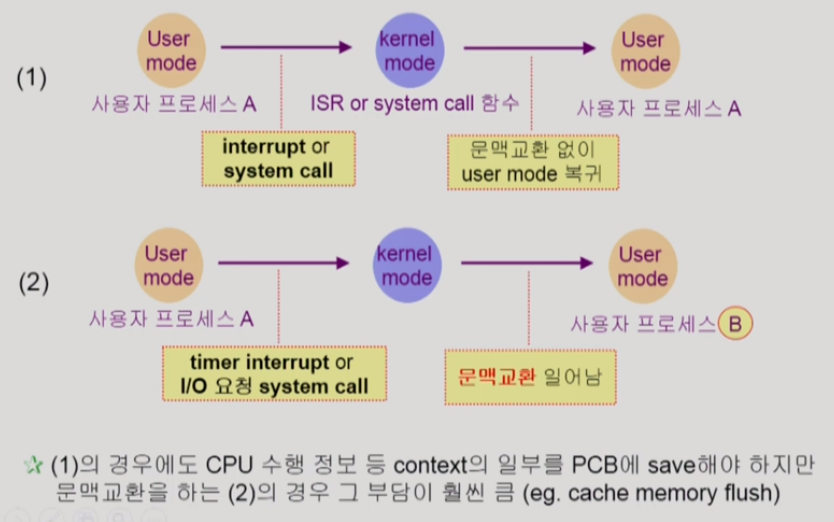 User mode
kernel mode
User mode
(1)
사용자 프로세스 A
ISR or system call 함수
사용자 프로세스 A
interrupt or
system call
문맥교환 없이
user mode 복귀
User mode
kernel mode
User mode
(2)
사용자 프로세스 A
사용자 프로세스 B
timer interrupt or
I/O 요청 system call
문맥교환 일어남
☆ (1)의 경우에도 CPU 수행 정보 등 context의 일부를 PCB에 save해야 하지만
문맥교환을 하는 (2)의 경우 그 부담이 훨씬 큼 (eg. cache memory flush)